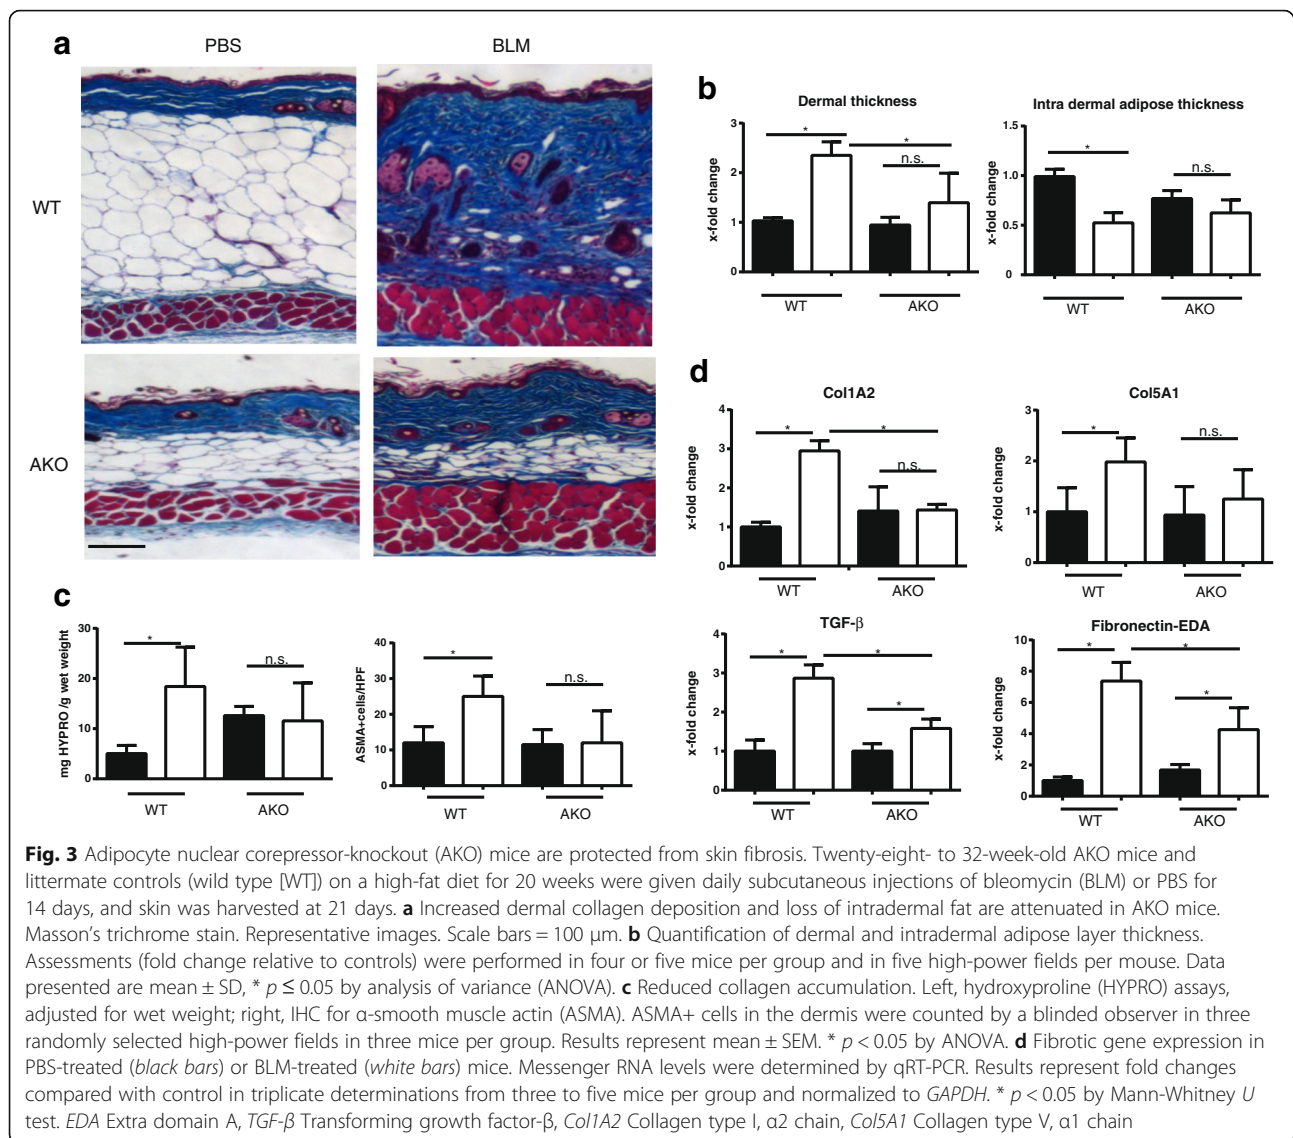 a
PBS
BLM
WT
AKO
b
Dermal thickness
x-fold change
3
2
1
0
*
*
n.s.
WT
AKO
Intra dermal adipose thickness
x-fold change
1.5
1.0
0.5
0
*
n.s.
WT
AKO
c
mg HYPRO /g wet weight
30
20
10
0
*
n.s.
WT
AKO
ASMA+cells/HPF
40
30
20
10
0
*
n.s.
WT
AKO
d
Col1A2
x-fold change
4
3
2
1
0
*
*
n.s.
WT
AKO
Col5A1
x-fold change
3
2
1
0
*
n.s.
WT
AKO
TGF-β
x-fold change
4
3
2
1
0
*
*
*
WT
AKO
Fibronectin-EDA
x-fold change
10
8
6
4
2
0
*
*
*
WT
AKO
Fig. 3 Adipocyte nuclear corepressor-knockout (AKO) mice are protected from skin fibrosis. Twenty-eight- to 32-week-old AKO mice and
littermate controls (wild type [WT]) on a high-fat diet for 20 weeks were given daily subcutaneous injections of bleomycin (BLM) or PBS for
14 days, and skin was harvested at 21 days. a Increased dermal collagen deposition and loss of intradermal fat are attenuated in AKO mice.
Masson's trichrome stain. Representative images. Scale bars = 100 μm. b Quantification of dermal and intradermal adipose layer thickness.
Assessments (fold change relative to controls) were performed in four or five mice per group and in five high-power fields per mouse. Data
presented are mean ± SD, * p ≤ 0.05 by analysis of variance (ANOVA). c Reduced collagen accumulation. Left, hydroxyproline (HYPRO) assays,
adjusted for wet weight; right, IHC for α-smooth muscle actin (ASMA). ASMA+ cells in the dermis were counted by a blinded observer in three
randomly selected high-power fields in three mice per group. Results represent mean ± SEM. * p < 0.05 by ANOVA. d Fibrotic gene expression in
PBS-treated (black bars) or BLM-treated (white bars) mice. Messenger RNA levels were determined by qRT-PCR. Results represent fold changes
compared with control in triplicate determinations from three to five mice per group and normalized to GAPDH. * p < 0.05 by Mann-Whitney U
test. EDA Extra domain A, TGF-β Transforming growth factor-β, Col1A2 Collagen type I, α2 chain, Col5A1 Collagen type V, α1 chain